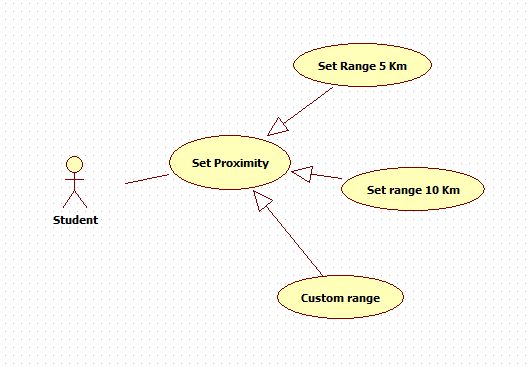 Set Range 5 Km
Set Proximity
Set range 10 Km
Student
Custom range